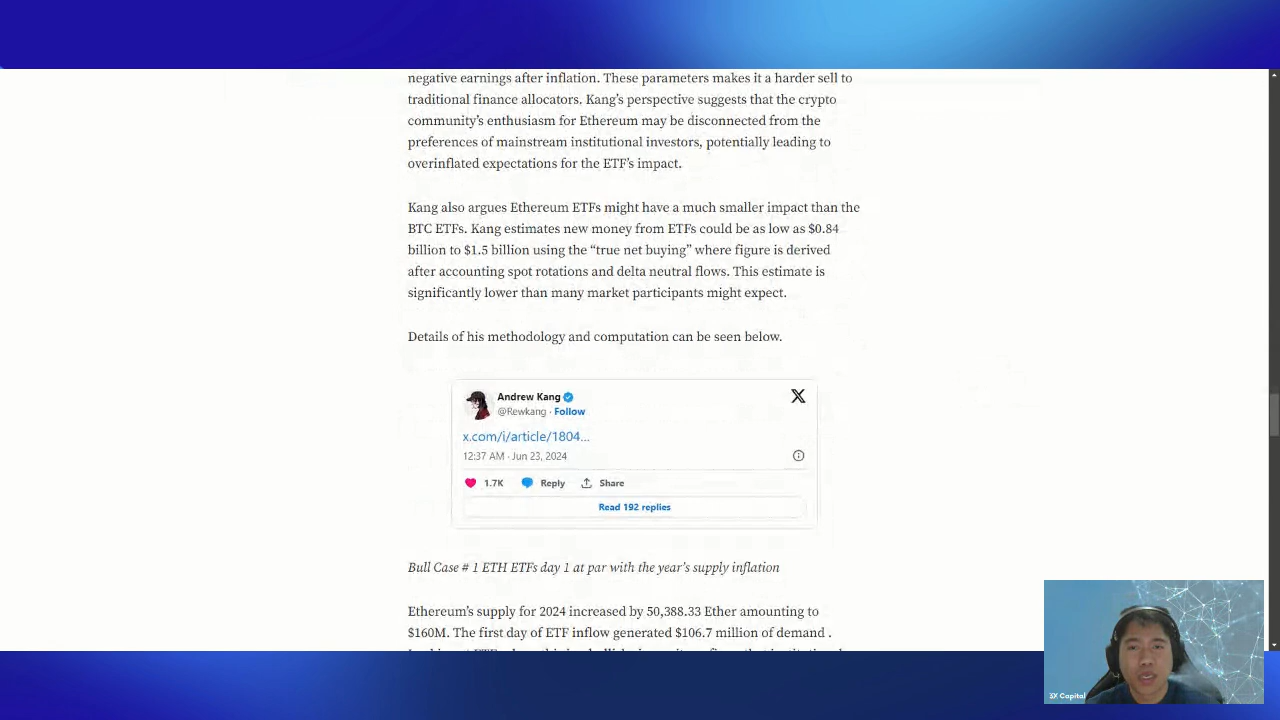 negative earnings after inflation. These parameters makes it a harder sell to
traditional finance allocators. Kang’s perspective suggests that the crypto
community’s enthusiasm for Ethereum may be disconnected from the
preferences of mainstream institutional investors, potentially leading to
overinflated expectations for the ETF’s impact.
Kang also argues Ethereum ETFs might have a much smaller impact than the
BTC ETFs. Kang estimates new money from ETFs could be as low as $0.84
billion to $1.5 billion using the “true net buying” where figure is derived
after accounting spot rotations and delta neutral flows. This estimate is
significantly lower than many market participants might expect.
Details of his methodology and computation can be seen below.
Andrew Kang
@Rewkang · Follow
x.com/i/article/1804...
12:37 AM · Jun 23, 2024
1.7K Reply Share
Read 192 replies
Bull Case # 1 ETH ETFs day 1 at par with the year’s supply inflation
Ethereum’s supply for 2024 increased by 50,388.33 Ether amounting to
$160M. The first day of ETF inflow generated $106.7 million of demand .
3X Capital